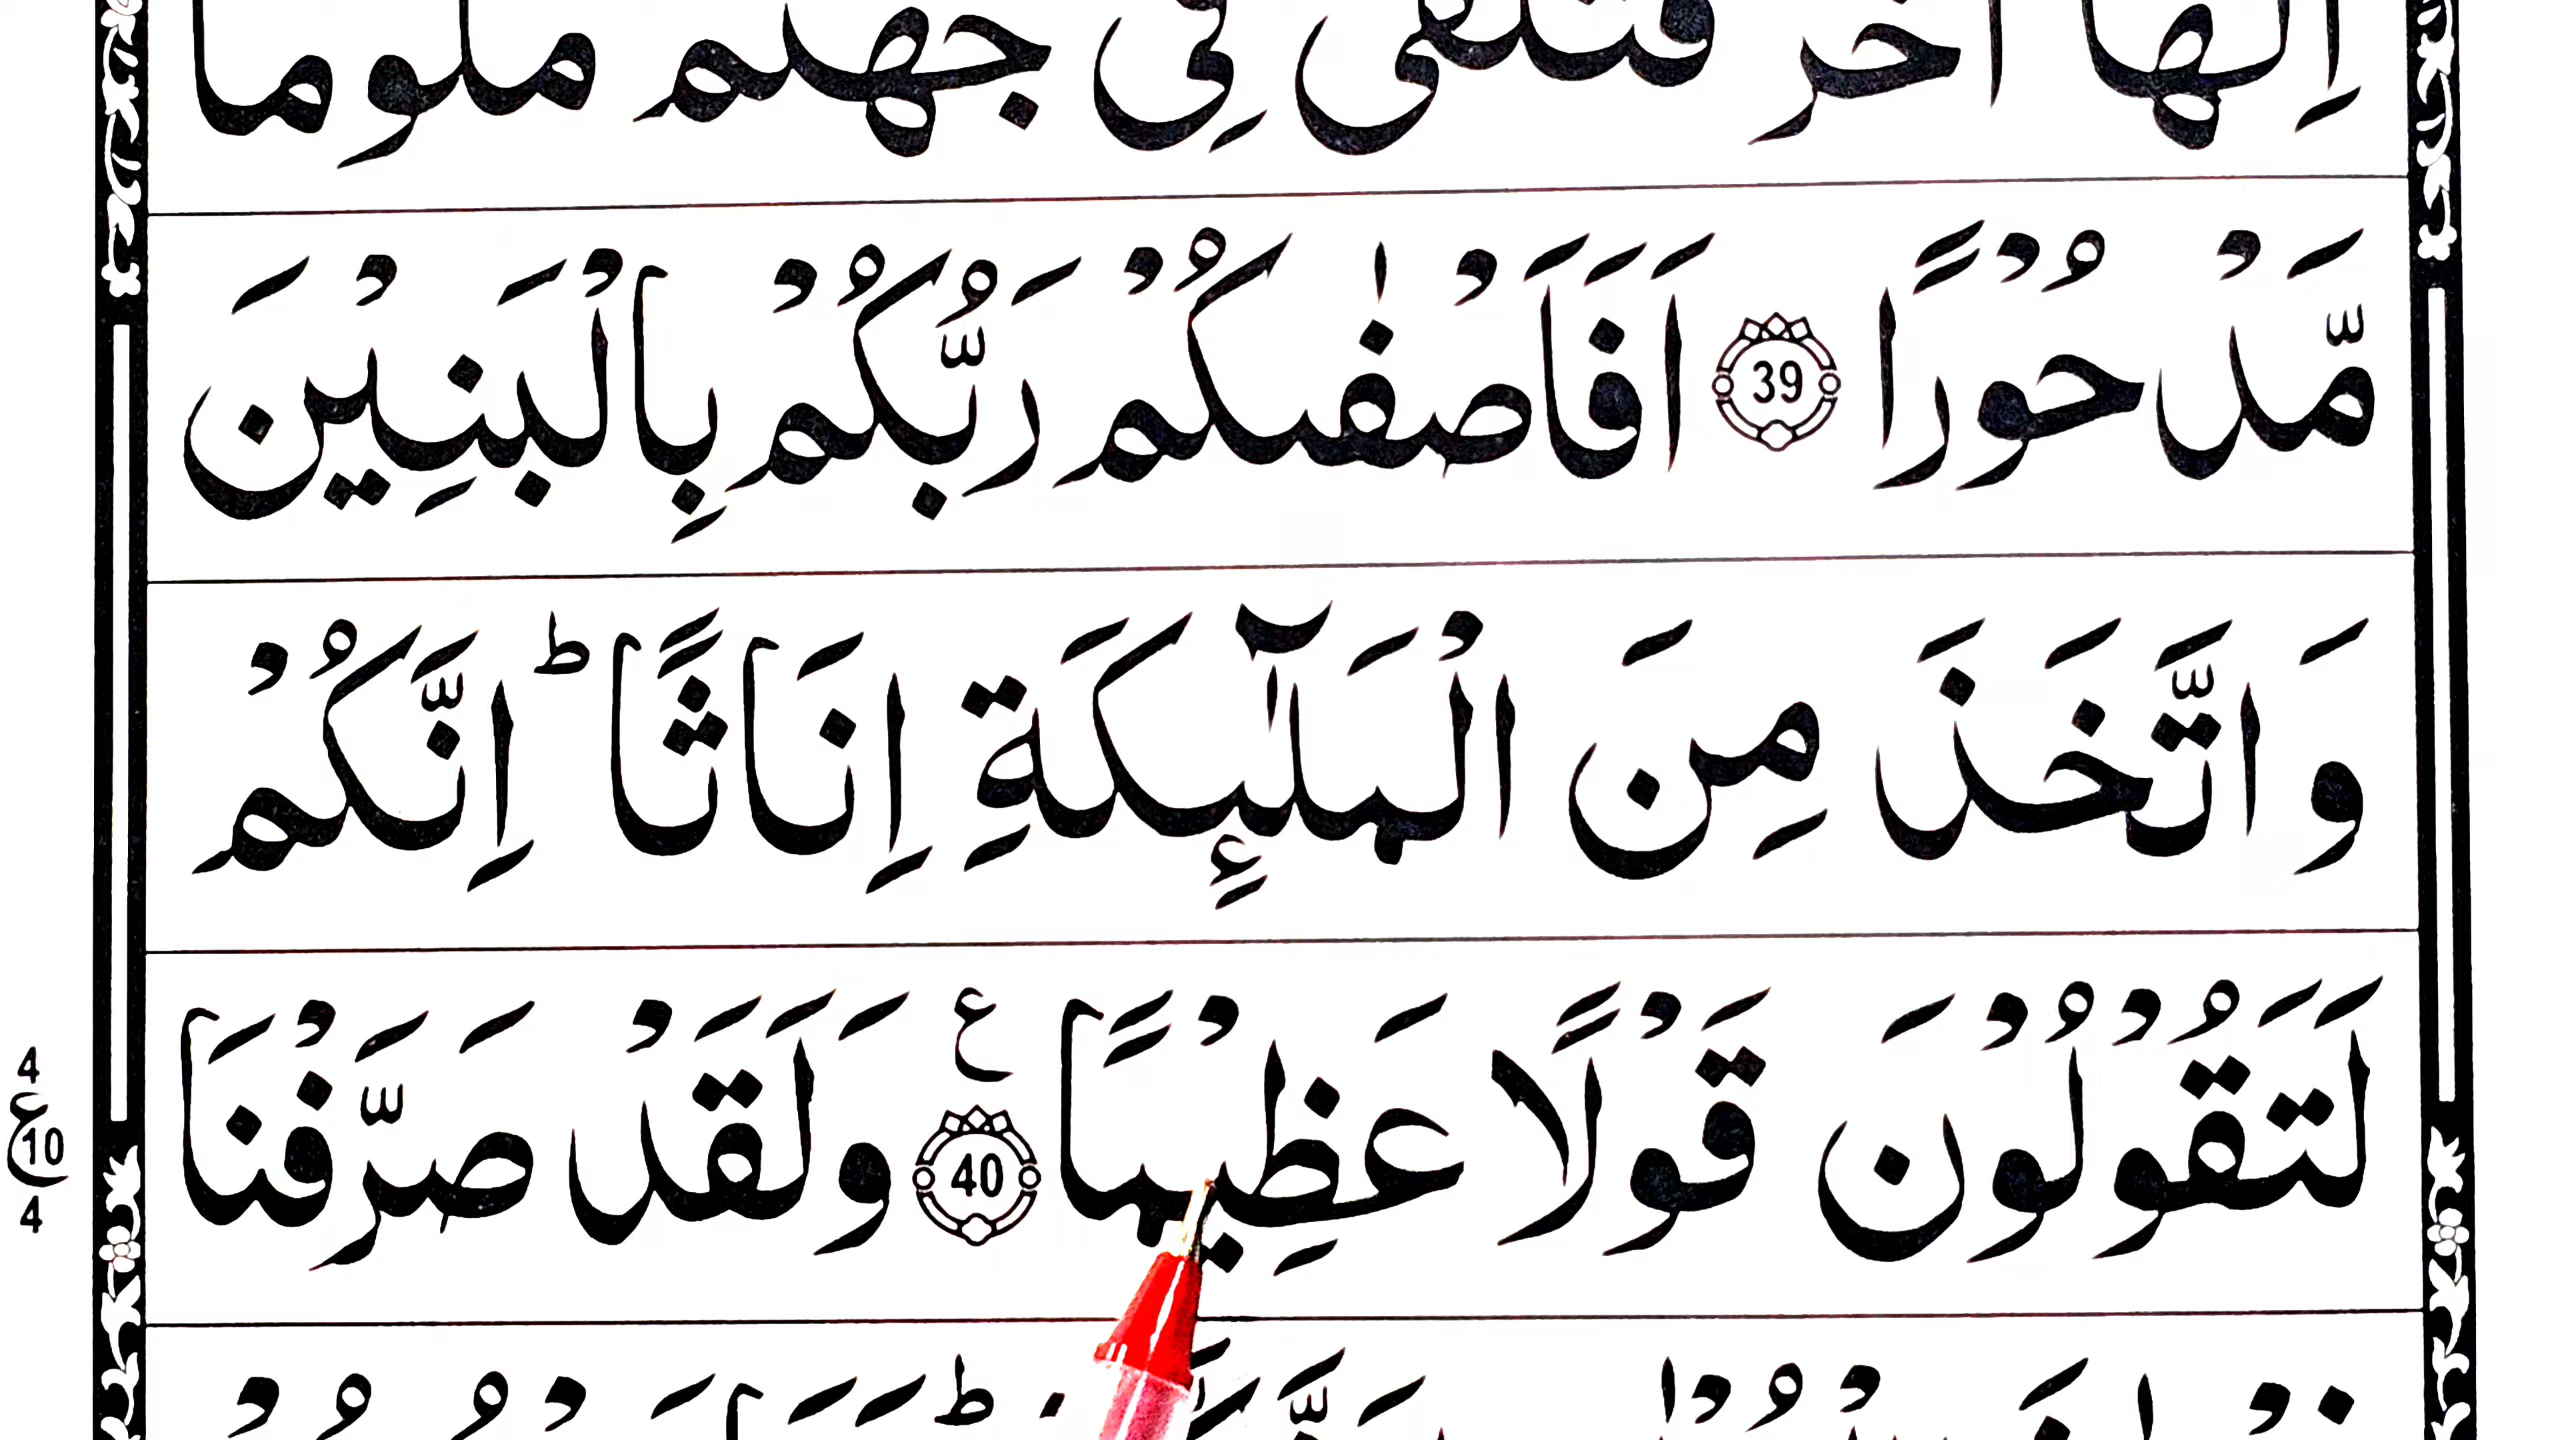 اِلٰهًا اٰخَرَ فَتُلْقٰى فِیْ جَهَنَّمَ مَلُوْمًا
مَّدْحُوْرًا 39 اَفَاَصْفٰىكُمْ رَبُّكُمْ بِالْبَنِیْنَ
وَ اتَّخَذَ مِنَ الْمَلٰٓىِٕكَةِ اِنَاثًا ؕ اِنَّكُمْ
لَتَقُوْلُوْنَ قَوْلًا عَظِیْمًا ع 40 وَلَقَدْ صَرَّفْنَا
4
ع
10
4